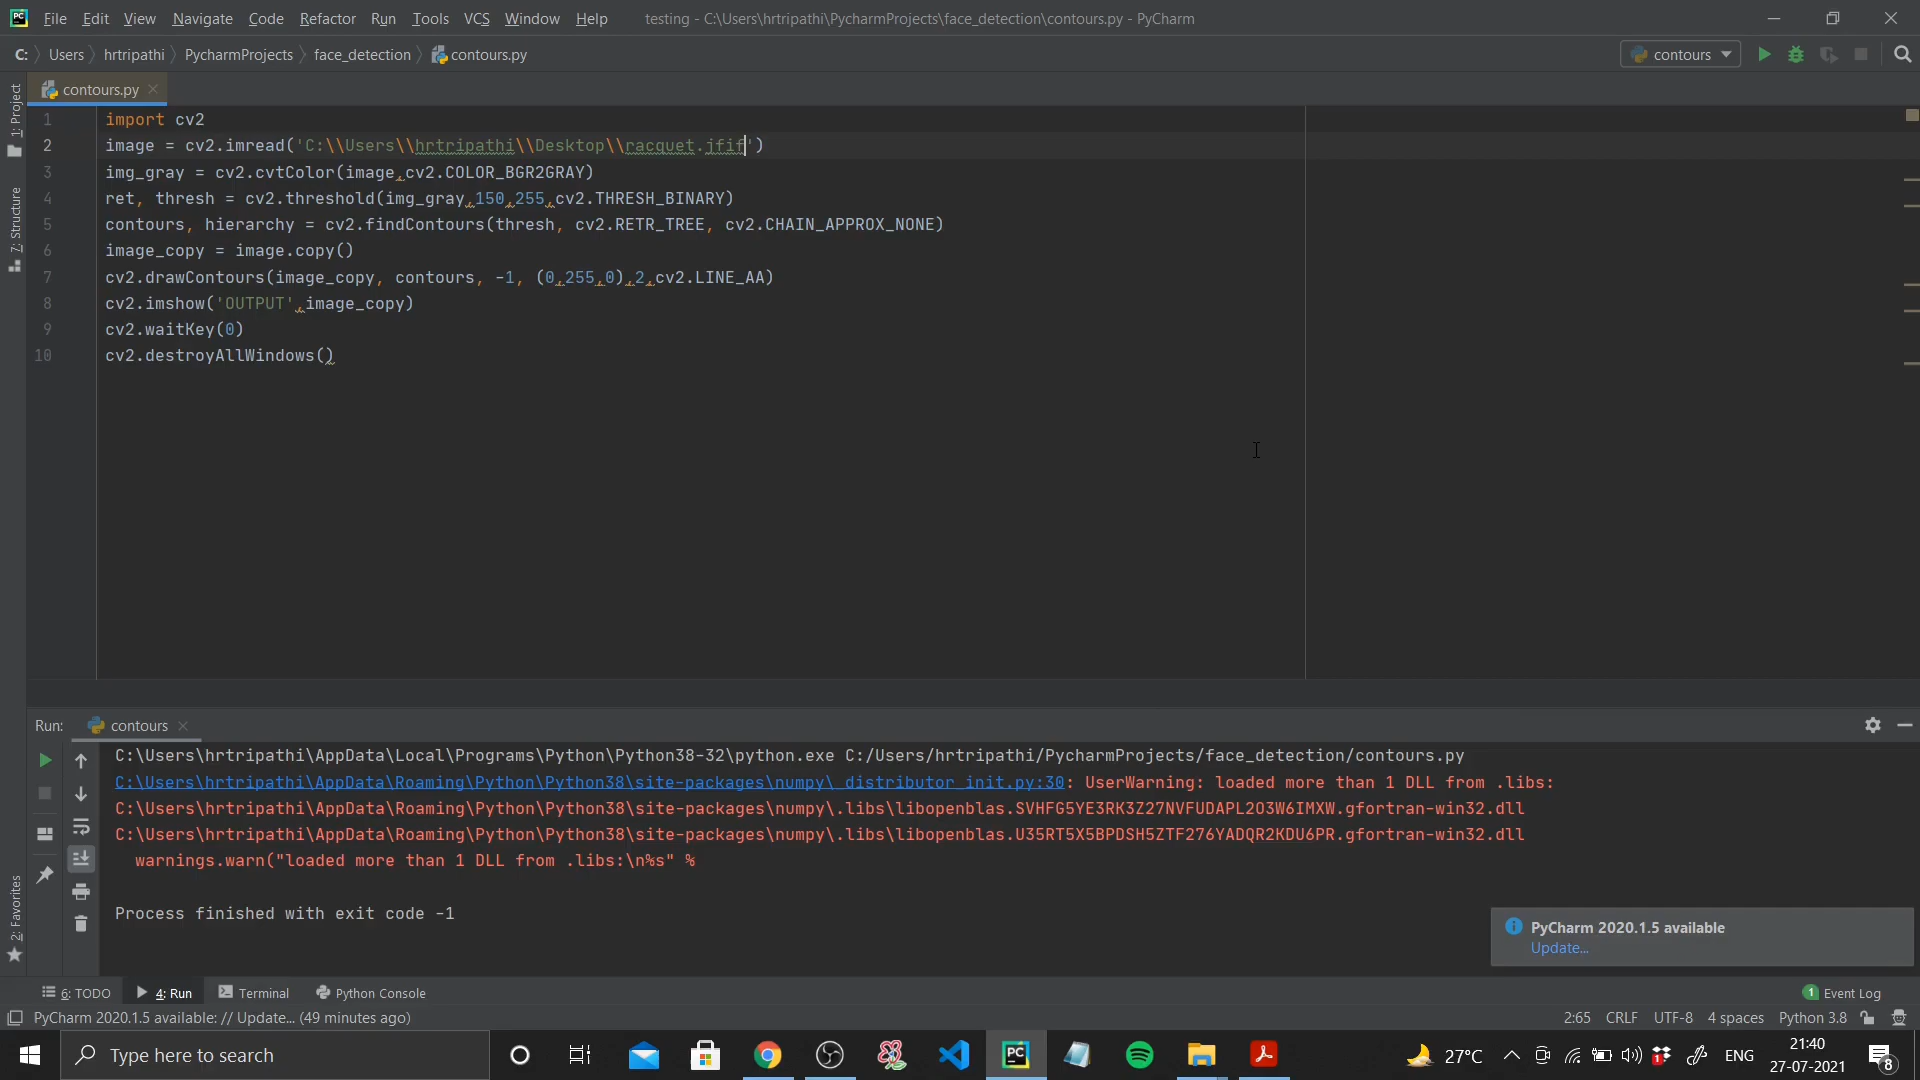 File Edit View Navigate Code Refactor Run Tools VCS Window Help testing - C:\Users\hrtripathi\PycharmProjects\face_detection\contours.py - PyCharm
C: Users hrtripathi PycharmProjects face_detection contours.py contours
contours.py
1: Project
7: Structure
2: Favorites
1 import cv2
2 image = cv2.imread('C:\\Users\\hrtripathi\\Desktop\\racquet.jfif')
3 img_gray = cv2.cvtColor(image,cv2.COLOR_BGR2GRAY)
4 ret, thresh = cv2.threshold(img_gray,150,255,cv2.THRESH_BINARY)
5 contours, hierarchy = cv2.findContours(thresh, cv2.RETR_TREE, cv2.CHAIN_APPROX_NONE)
6 image_copy = image.copy()
7 cv2.drawContours(image_copy, contours, -1, (0,255,0),2,cv2.LINE_AA)
8 cv2.imshow('OUTPUT',image_copy)
9 cv2.waitKey(0)
10 cv2.destroyAllWindows()
Run: contours
C:\Users\hrtripathi\AppData\Local\Programs\Python\Python38-32\python.exe C:/Users/hrtripathi/PycharmProjects/face_detection/contours.py
C:\Users\hrtripathi\AppData\Roaming\Python\Python38\site-packages\numpy\_distributor_init.py:30: UserWarning: loaded more than 1 DLL from .libs:
C:\Users\hrtripathi\AppData\Roaming\Python\Python38\site-packages\numpy\.libs\libopenblas.SVHFG5YE3RK3Z27NVFUDAPL2O3W6IMXW.gfortran-win32.dll
C:\Users\hrtripathi\AppData\Roaming\Python\Python38\site-packages\numpy\.libs\libopenblas.U35RT5X5BPDSH5ZTF276YADQR2KDU6PR.gfortran-win32.dll
warnings.warn("loaded more than 1 DLL from .libs:\n%s" %
Process finished with exit code -1
PyCharm 2020.1.5 available
Update...
6: TODO 4: Run Terminal Python Console 1 Event Log
PyCharm 2020.1.5 available: // Update... (49 minutes ago) 2:65 CRLF UTF-8 4 spaces Python 3.8
Type here to search PC 27°C 1 ENG 21:40
27-07-2021 8